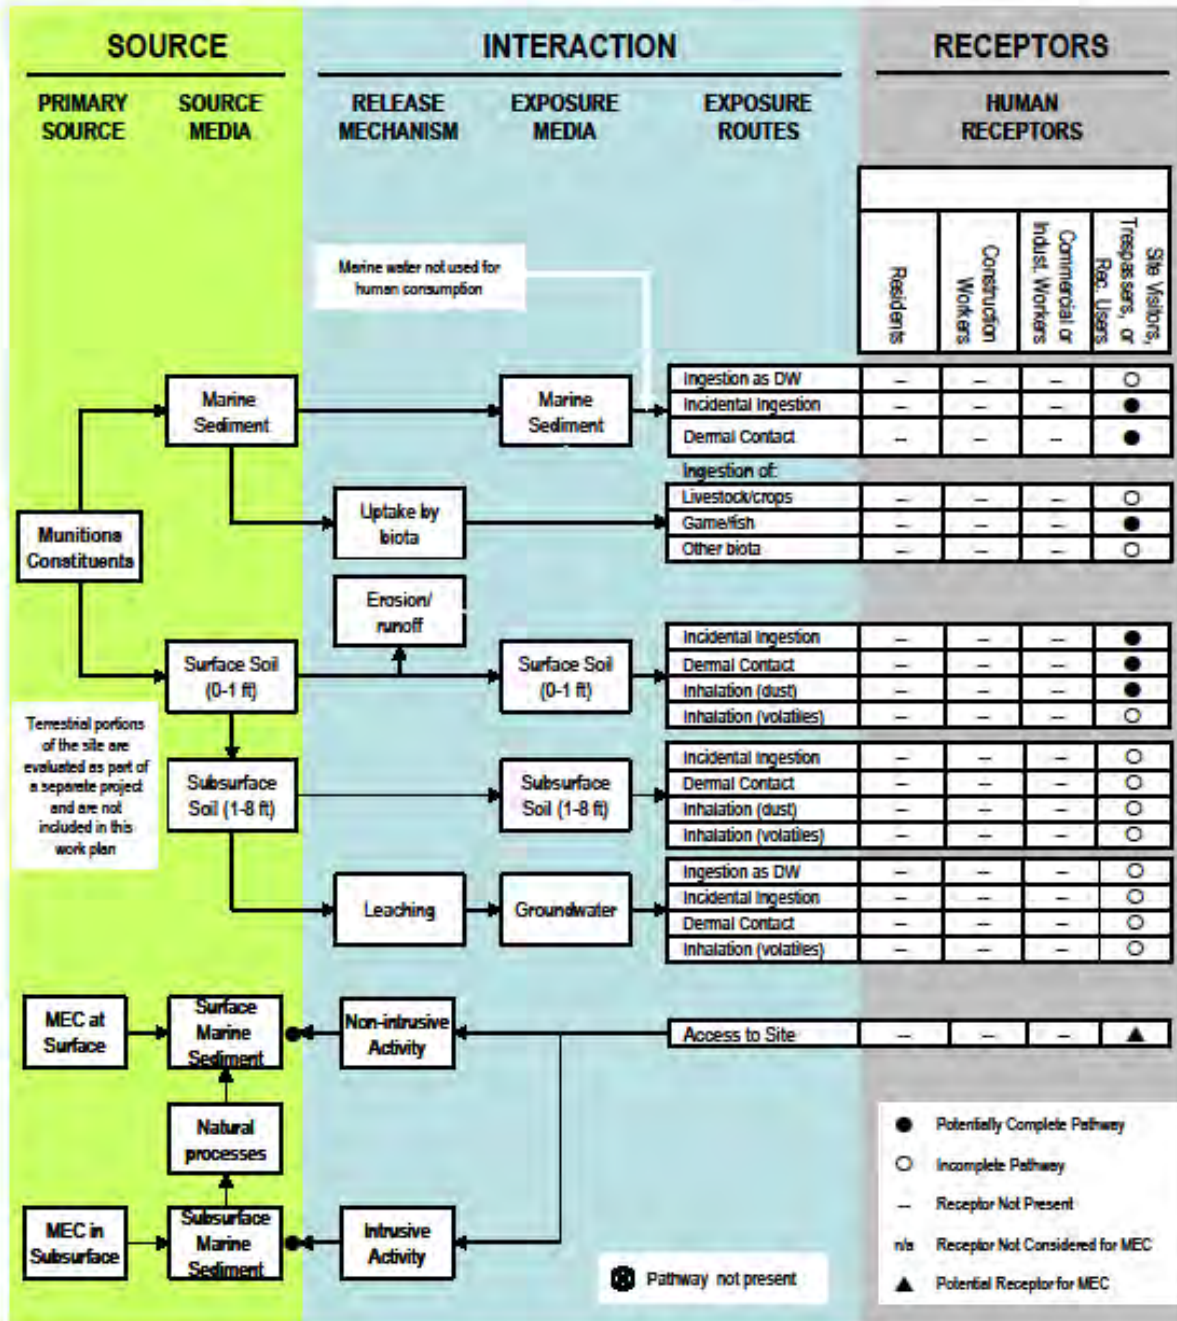 SOURCE
INTERACTION
RECEPTORS
PRIMARY
SOURCE
SOURCE
MEDIA
RELEASE
MECHANISM
EXPOSURE
MEDIA
EXPOSURE
ROUTES
HUMAN
RECEPTORS
Residents
Construction
Workers
Commercial or
Indust. Workers
Site Visitors,
Trespassers, or
Rec. Users
Marine water not used for
human consumption
Marine
Sediment
Marine
Sediment
Ingestion as DW -- -- -- ○
Incidental Ingestion -- -- -- ●
Dermal Contact -- -- -- ●
Ingestion of:
Livestock/crops -- -- -- ○
Game/fish -- -- -- ●
Other biota -- -- -- ○
Munitions
Constituents
Uptake by
biota
Erosion/
runoff
Surface Soil
(0-1 ft)
Surface Soil
(0-1 ft)
Incidental Ingestion -- -- -- ●
Dermal Contact -- -- -- ●
Inhalation (dust) -- -- -- ●
Inhalation (volatiles) -- -- -- ○
Terrestrial portions
of the site are
evaluated as part of
a separate project
and are not
included in this
work plan
Subsurface
Soil (1-8 ft)
Subsurface
Soil (1-8 ft)
Incidental Ingestion -- -- -- ○
Dermal Contact -- -- -- ○
Inhalation (dust) -- -- -- ○
Inhalation (volatiles) -- -- -- ○
Leaching
Groundwater
Ingestion as DW -- -- -- ○
Incidental Ingestion -- -- -- ○
Dermal Contact -- -- -- ○
Inhalation (volatiles) -- -- -- ○
MEC at
Surface
Surface
Marine
Sediment
Non-intrusive
Activity
Access to Site -- -- -- ▲
Natural
processes
MEC in
Subsurface
Subsurface
Marine
Sediment
Intrusive
Activity
Pathway not present
● Potentially Complete Pathway
○ Incomplete Pathway
-- Receptor Not Present
n/a Receptor Not Considered for MEC
▲ Potential Receptor for MEC